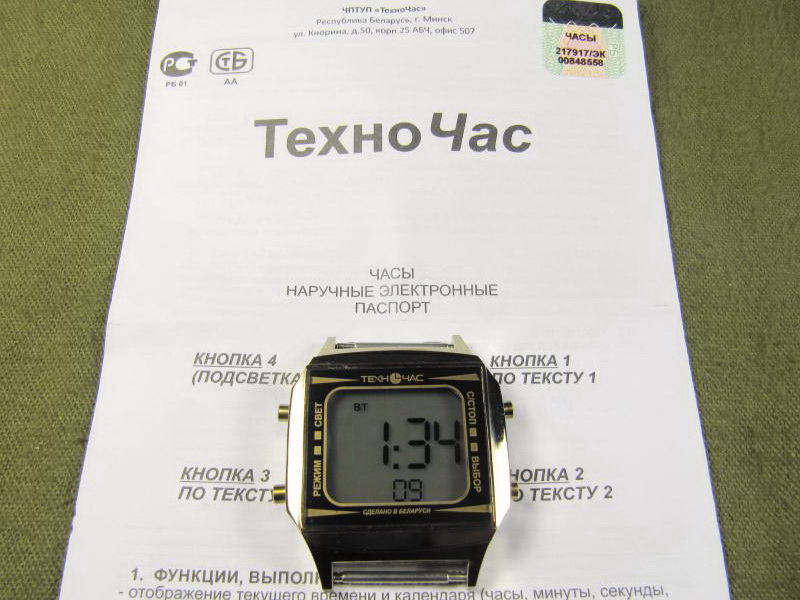 ЧПТУП «ТехноЧас»
Республика Беларусь, г. Минск
ул. Кнорина, д.50, корп.25 АБЧ, офис 507
ЧАСЫ
217917/ЭК
00848558
РСТ
РБ 01
СТБ
АА
ТехноЧас
ЧАСЫ
НАРУЧНЫЕ ЭЛЕКТРОННЫЕ
ПАСПОРТ
КНОПКА 4
(ПОДСВЕТКА
КНОПКА 1
ПО ТЕКСТУ 1
КНОПКА 3
ПО ТЕКСТУ
КНОПКА 2
ПО ТЕКСТУ 2
ТЕХНОЧАС
СВЕТ
РЕЖИМ
С/СТОП
ВЫБОР
ВТ
1:34
09
СДЕЛАНО В БЕЛАРУСИ
1. ФУНКЦИИ, ВЫПОЛН
- отображение текущего времени и календаря (часы, минуты, секунды,